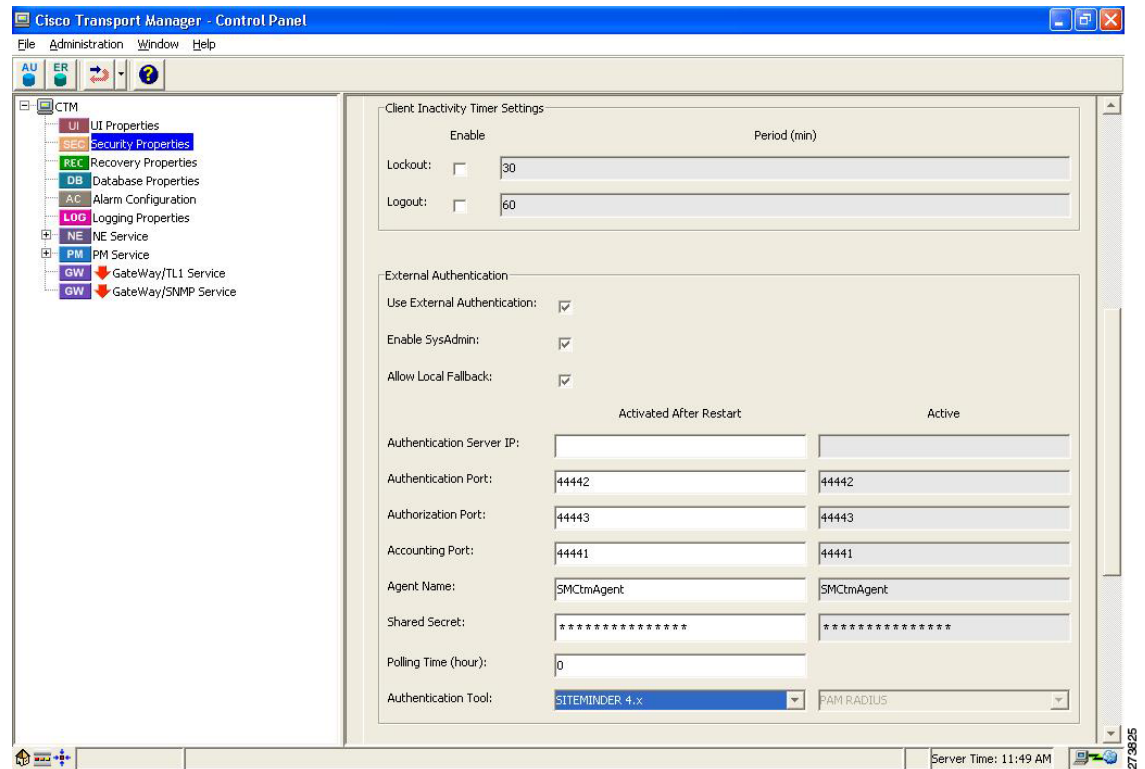 Cisco Transport Manager - Control Panel
File Administration Window Help
AU ER
CTM
UI UI Properties
SEC Security Properties
REC Recovery Properties
DB Database Properties
AC Alarm Configuration
LOG Logging Properties
NE NE Service
PM PM Service
GW GateWay/TL1 Service
GW GateWay/SNMP Service
Client Inactivity Timer Settings
Enable Period (min)
Lockout: 30
Logout: 60
External Authentication
Use External Authentication:
Enable SysAdmin:
Allow Local Fallback:
Activated After Restart Active
Authentication Server IP:
Authentication Port: 44442 44442
Authorization Port: 44443 44443
Accounting Port: 44441 44441
Agent Name: SMCtmAgent SMCtmAgent
Shared Secret: *************** ***************
Polling Time (hour): 0
Authentication Tool: SITEMINDER 4.x PAM RADIUS
Server Time: 11:49 AM
273825